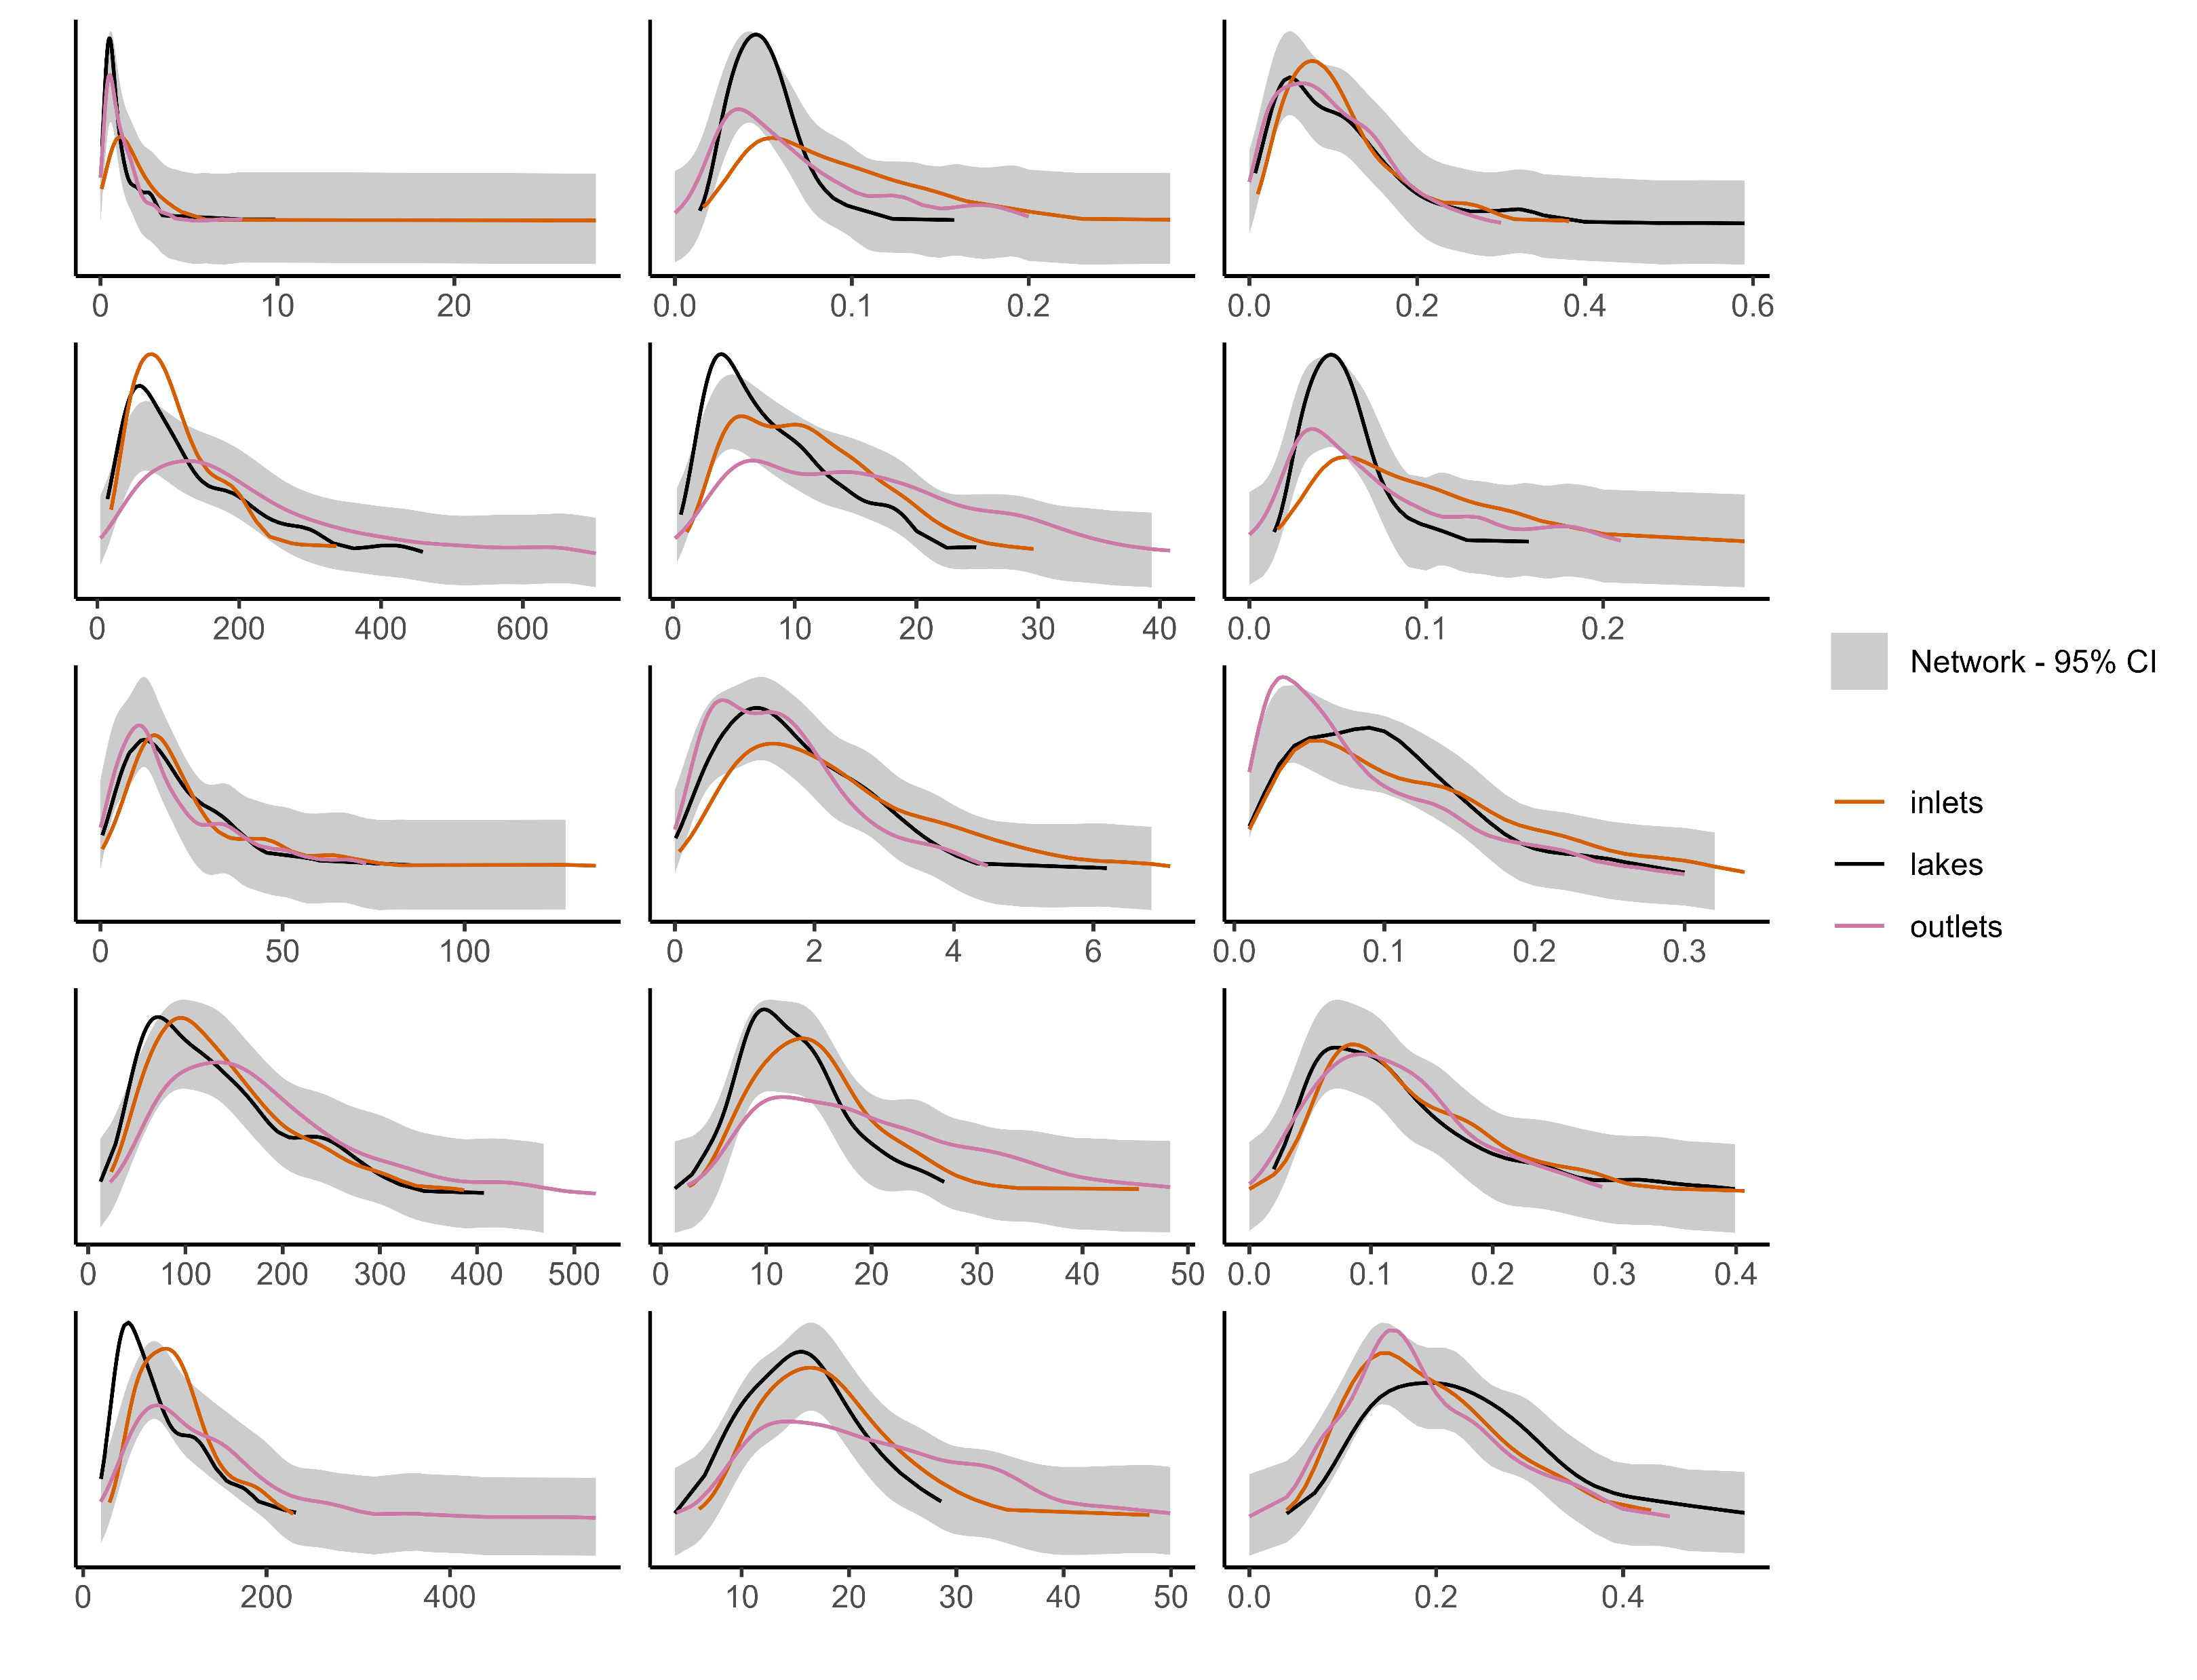 0 10 20
0.0 0.1 0.2
0.0 0.2 0.4 0.6
0 200 400 600
0 10 20 30 40
0.0 0.1 0.2
0 50 100
0 2 4 6
0.0 0.1 0.2 0.3
0 100 200 300 400 500
0 10 20 30 40 50
0.0 0.1 0.2 0.3 0.4
0 200 400
10 20 30 40 50
0.0 0.2 0.4
Network - 95% CI
inlets
lakes
outlets